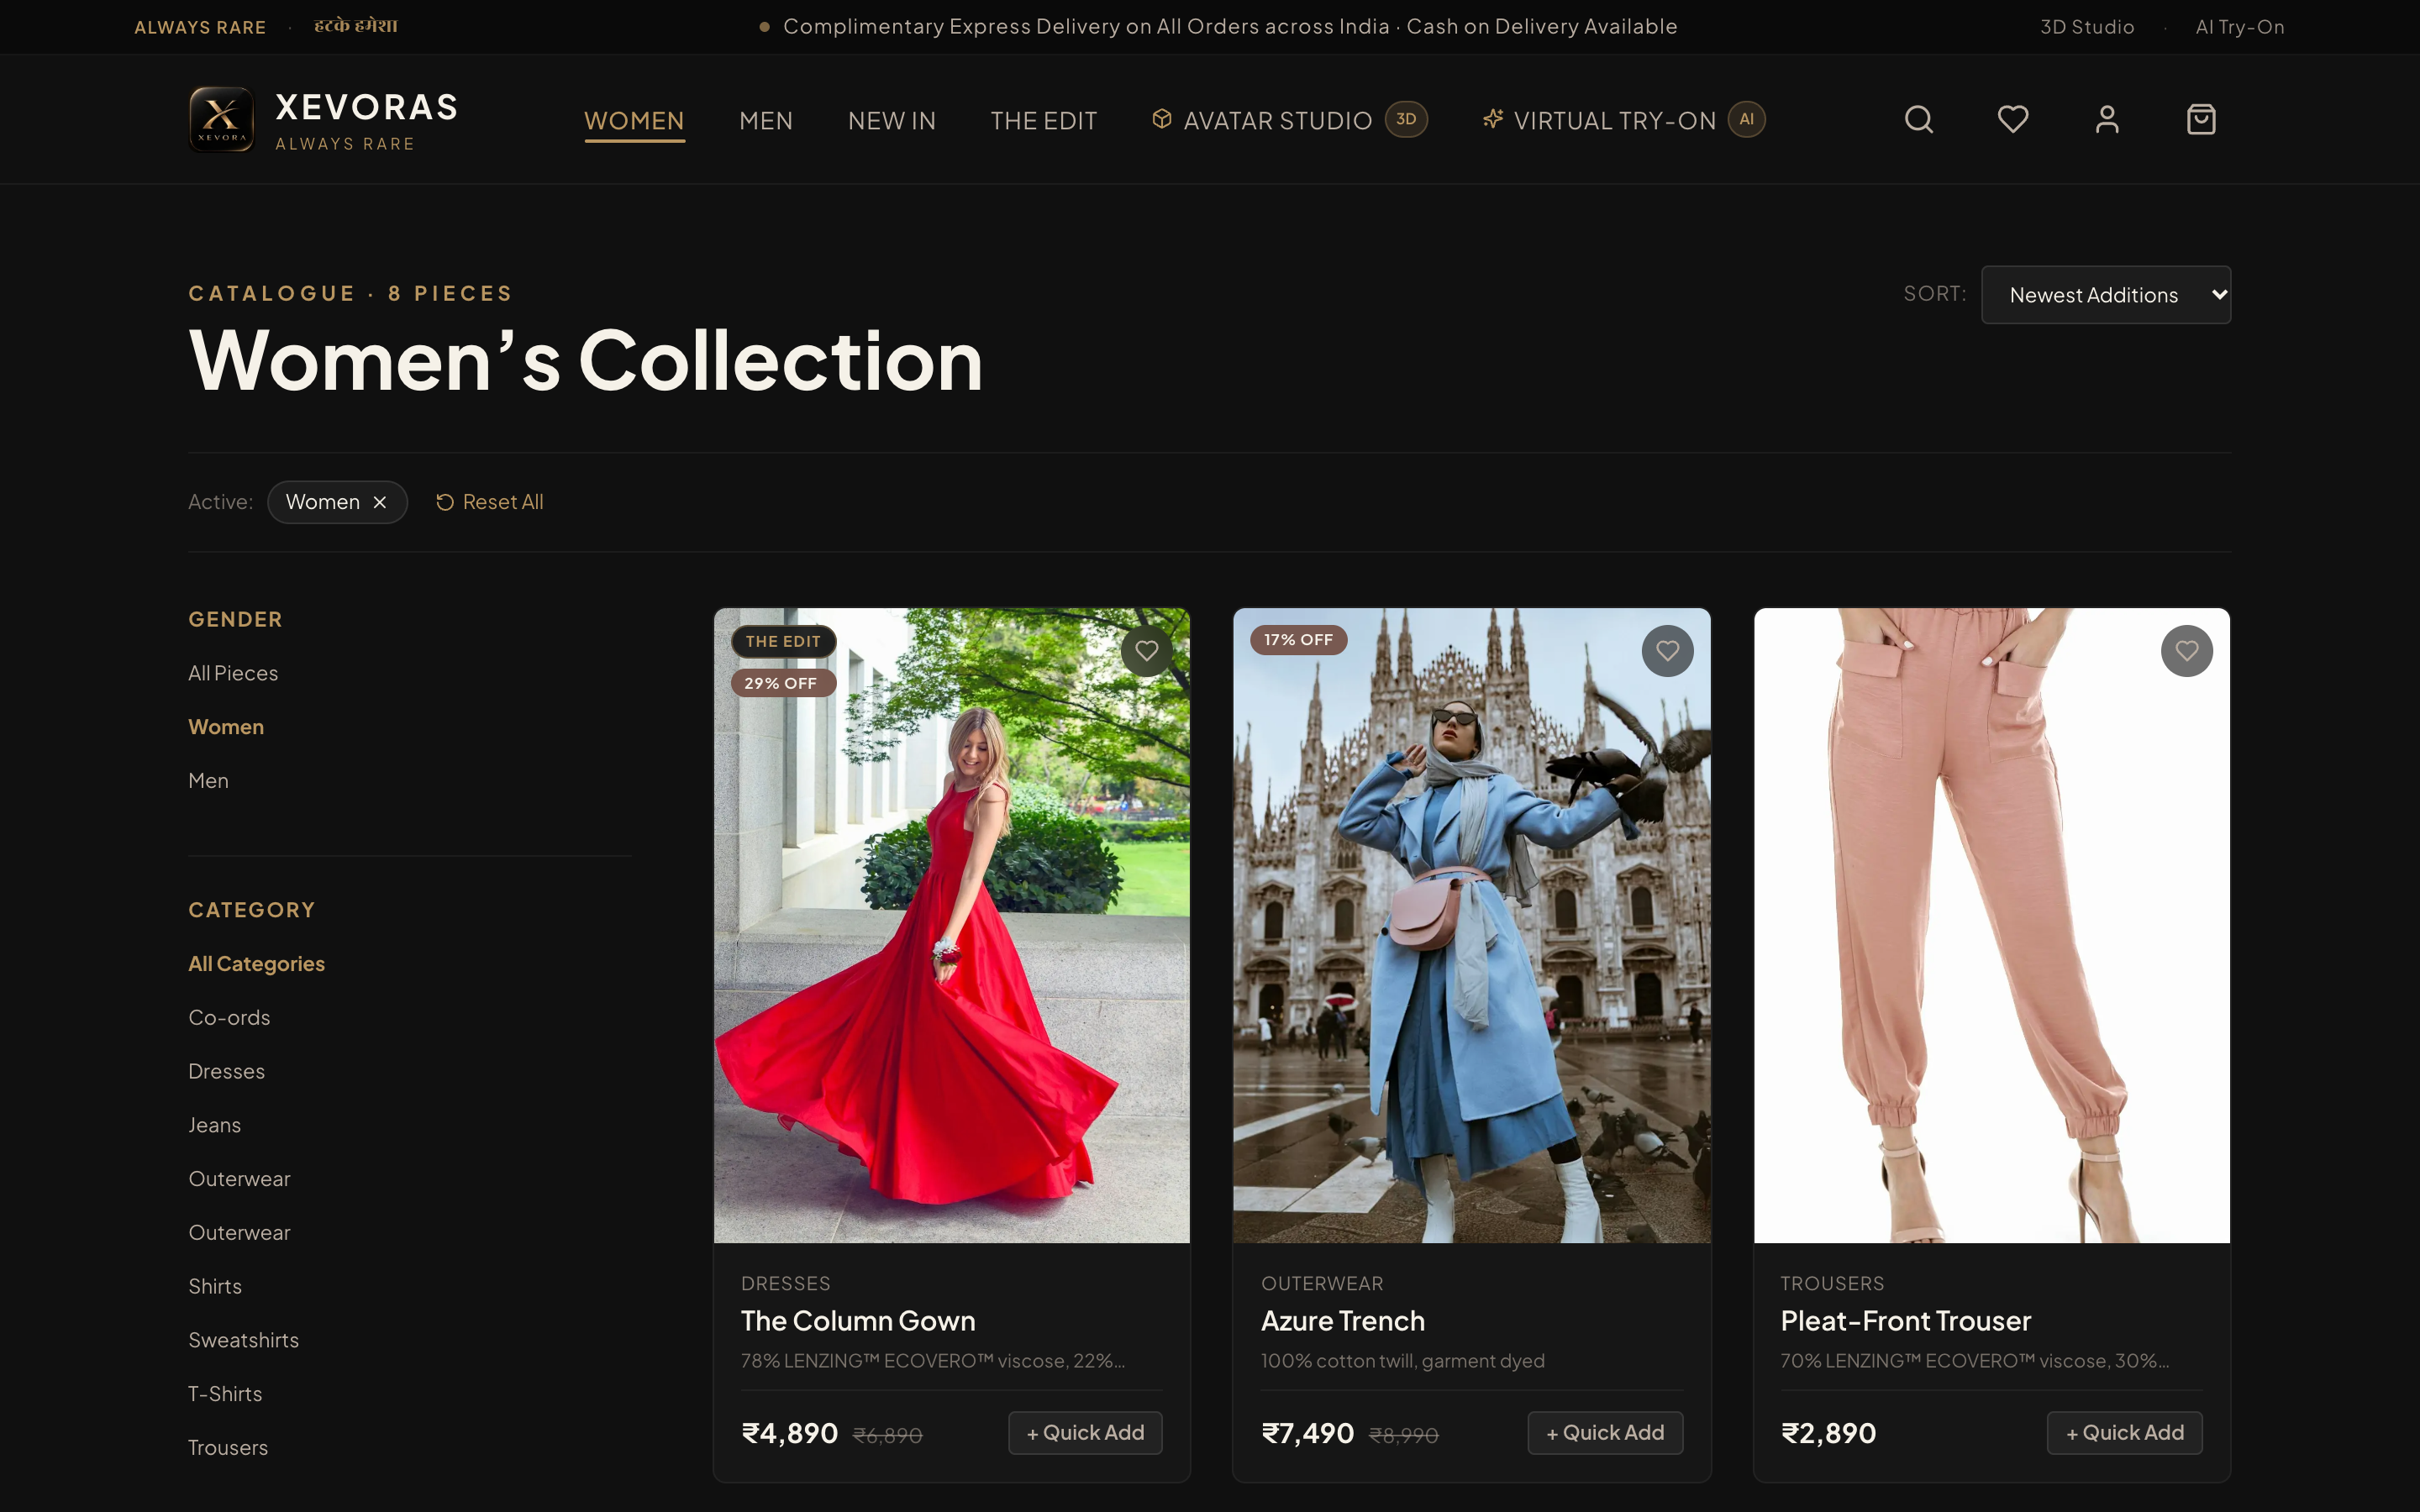 ALWAYS RARE · हटके हमेशा
Complimentary Express Delivery on All Orders across India · Cash on Delivery Available
3D Studio · AI Try-On
XEVORA
XEVORAS
ALWAYS RARE
WOMEN
MEN
NEW IN
THE EDIT
AVATAR STUDIO 3D
VIRTUAL TRY-ON AI
CATALOGUE · 8 PIECES
Women’s Collection
SORT: Newest Additions
Active: Women × Reset All
GENDER
All Pieces
Women
Men
CATEGORY
All Categories
Co-ords
Dresses
Jeans
Outerwear
Outerwear
Shirts
Sweatshirts
T-Shirts
Trousers
THE EDIT
29% OFF
DRESSES
The Column Gown
78% LENZING™ ECOVERO™ viscose, 22%...
₹4,890 ₹6,890 + Quick Add
17% OFF
OUTERWEAR
Azure Trench
100% cotton twill, garment dyed
₹7,490 ₹8,990 + Quick Add
TROUSERS
Pleat-Front Trouser
70% LENZING™ ECOVERO™ viscose, 30%...
₹2,890 + Quick Add